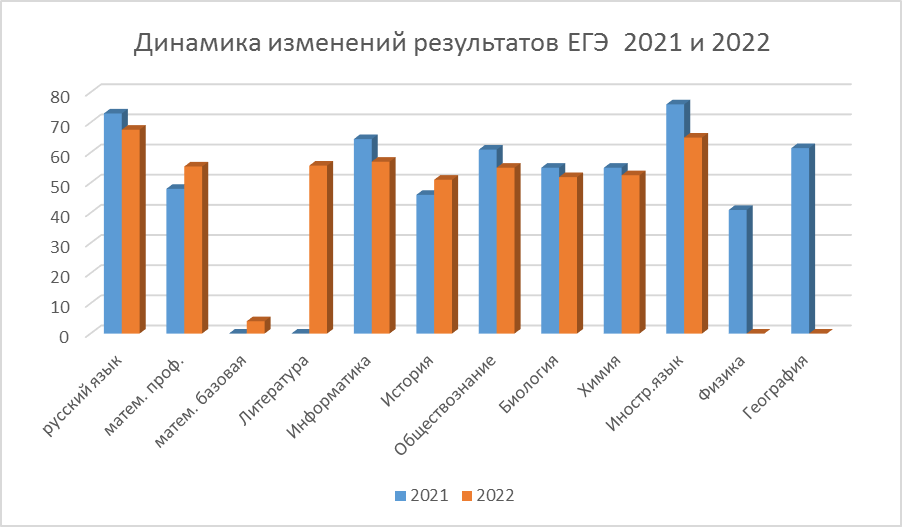 Динамика изменений результатов ЕГЭ  2021 и 2022
80
70
60
50
40
30
20
10
0
русский язык
матем. проф.
матем. базовая
Литература
Информатика
История
Обществознание
Биология
Химия
Иностр.язык
Физика
География
2021
2022